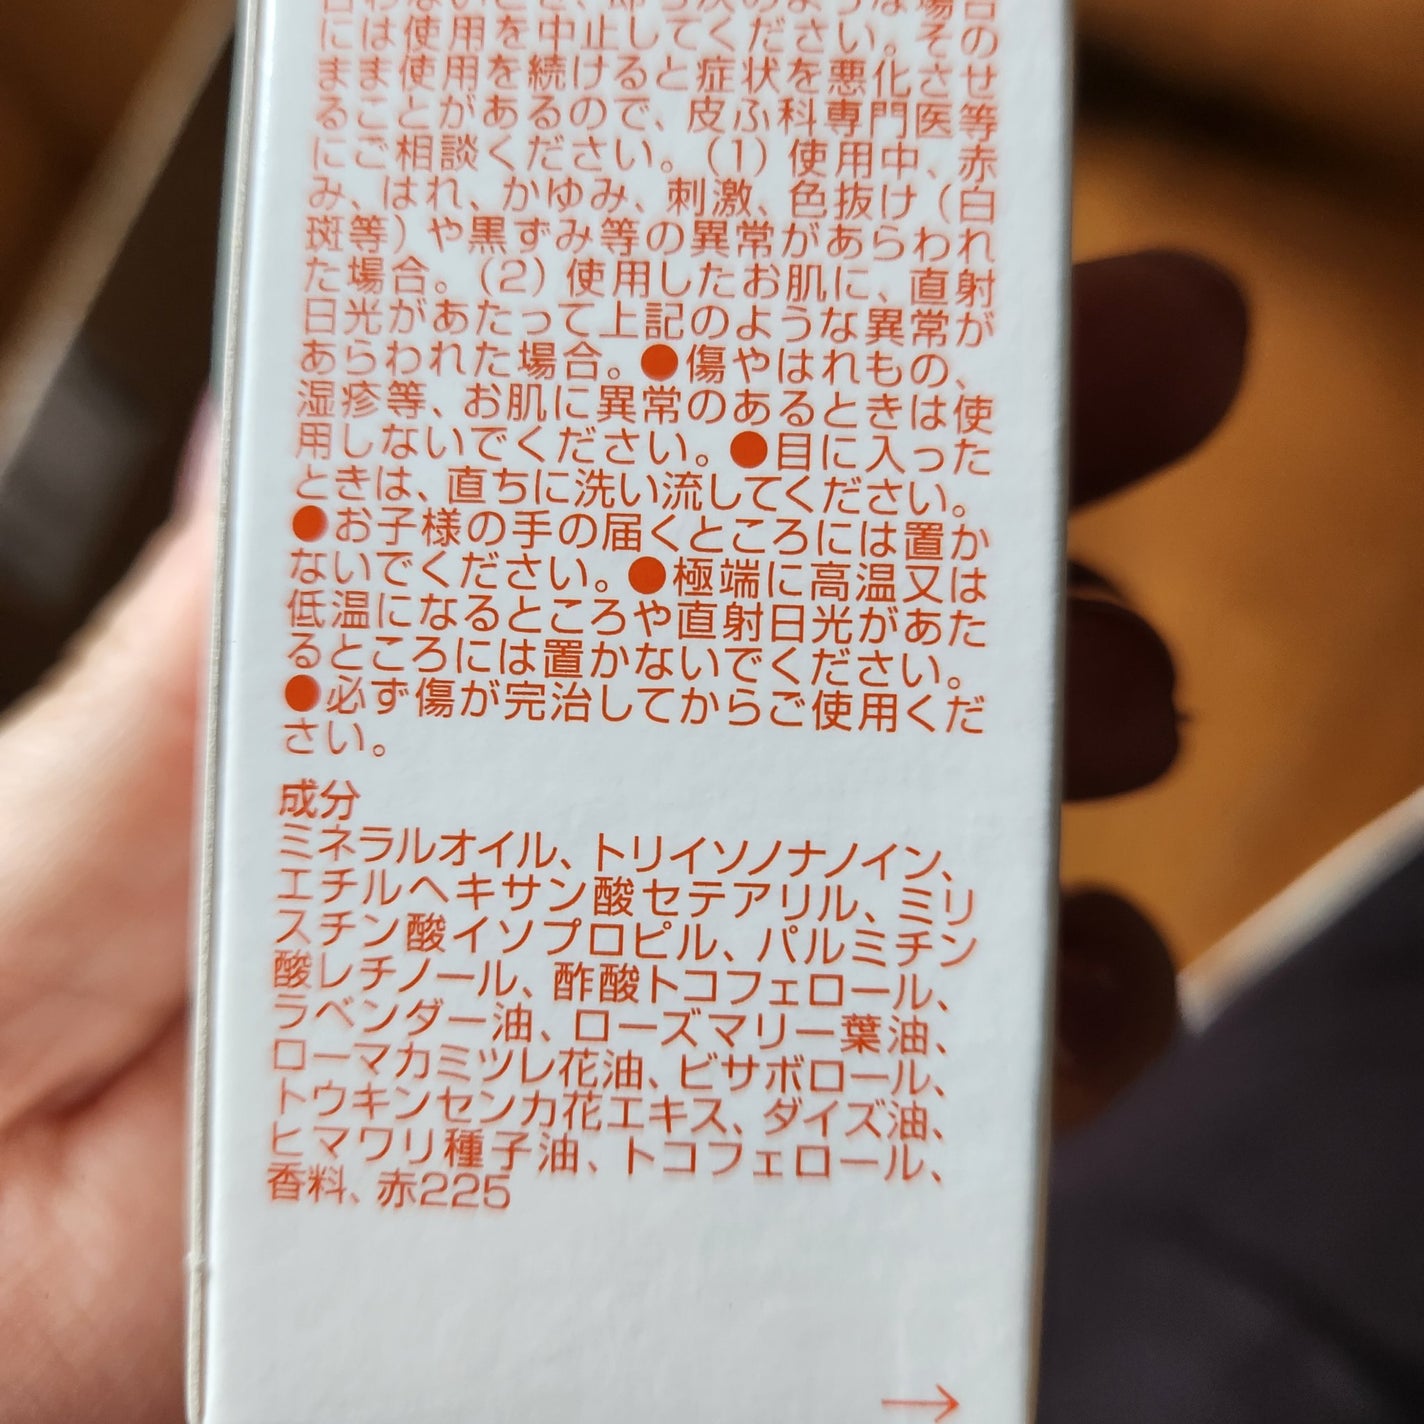 には使用を中止してください。その
まま使用を続けると症状を悪化させ
ることがあるので、皮ふ科専門医等
にご相談ください。（1）使用中、赤
み、はれ、かゆみ、刺激、色抜け（白
斑等）や黒ずみ等の異常があらわれ
た場合。（2）使用したお肌に、直射
日光があたって上記のような異常が
あらわれた場合。●傷やはれもの、
湿疹等、お肌に異常のあるときは使
用しないでください。●目に入った
ときは、直ちに洗い流してください。
●お子様の手の届くところには置か
ないでください。●極端に高温又は
低温になるところや直射日光があた
るところには置かないでください。
●必ず傷が完治してからご使用くだ
さい。
成分
ミネラルオイル、トリイソノナノイン、
エチルヘキサン酸セテアリル、ミリ
スチン酸イソプロピル、パルミチン
酸レチノール、酢酸トコフェロール、
ラベンダー油、ローズマリー葉油、
ローマカミツレ花油、ビサボロール、
トウキンセンカ花エキス、ダイズ油、
ヒマワリ種子油、トコフェロール、
香料、赤225
→